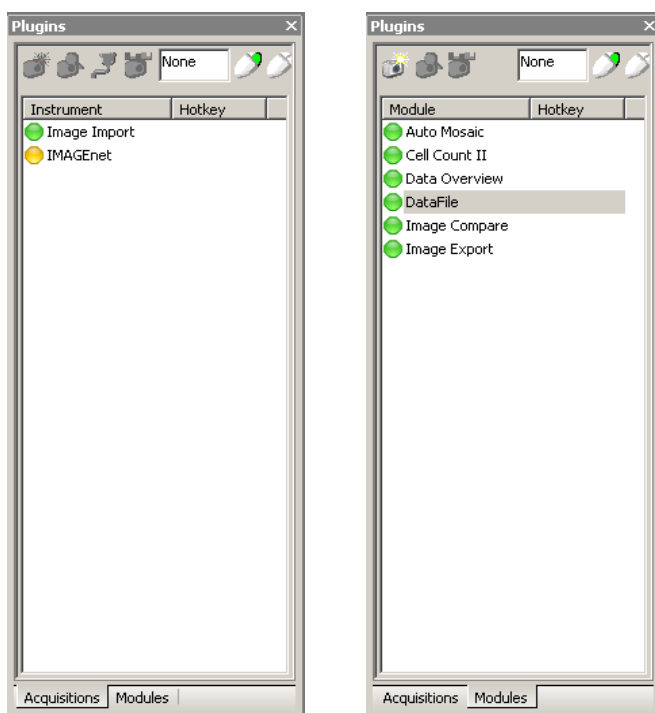 Plugins
None
Instrument Hotkey
Image Import
IMAGEnet
Acquisitions Modules
Plugins
None
Module Hotkey
Auto Mosaic
Cell Count II
Data Overview
DataFile
Image Compare
Image Export
Acquisitions Modules